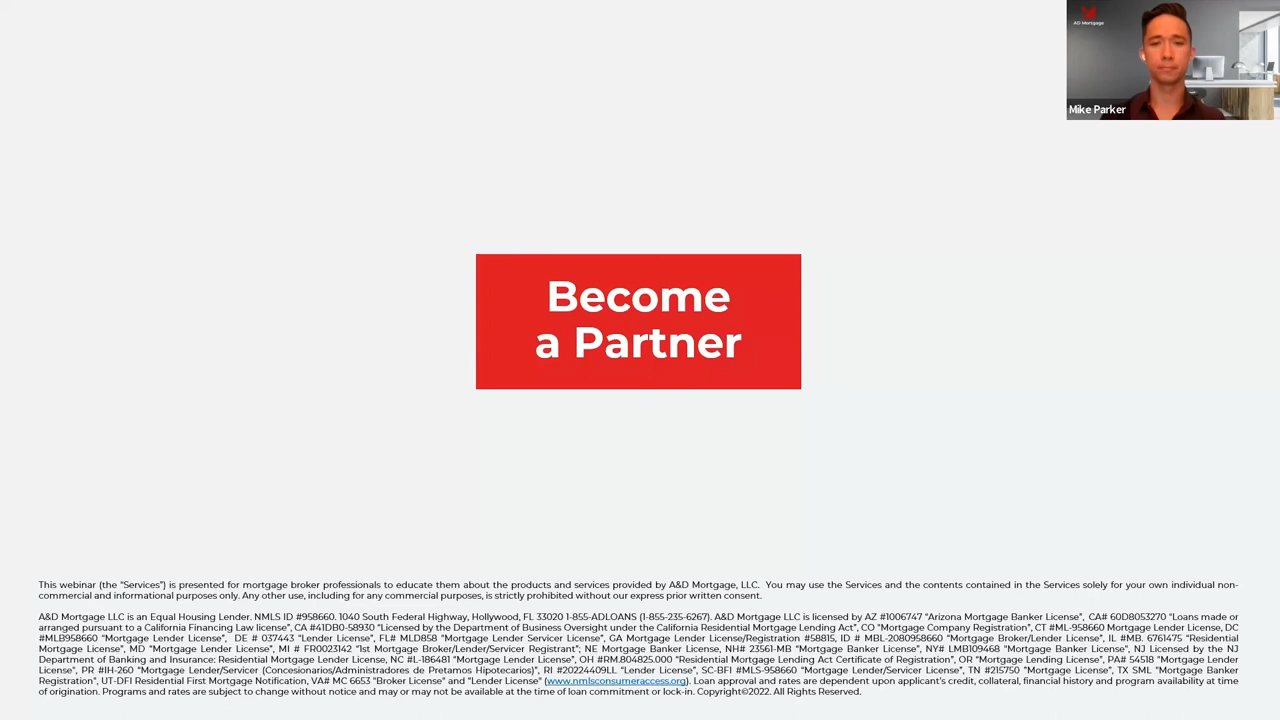 AD Mortgage
Mike Parker
Become
a Partner
This webinar (the “Services”) is presented for mortgage broker professionals to educate them about the products and services provided by A&D Mortgage, LLC. You may use the Services and the contents contained in the Services solely for your own individual non-
commercial and informational purposes only. Any other use, including for any commercial purposes, is strictly prohibited without our express prior written consent.
A&D Mortgage LLC is an Equal Housing Lender. NMLS ID #958660. 1040 South Federal Highway, Hollywood, FL 33020 1-855-ADLOANS (1-855-235-6267). A&D Mortgage LLC is licensed by AZ #1006747 “Arizona Mortgage Banker License”, CA# 60D8053270 “Loans made or
arranged pursuant to a California Financing Law license”, CA #41DB0-58930 “Licensed by the Department of Business Oversight under the California Residential Mortgage Lending Act”, CO “Mortgage Company Registration”, CT #ML-958660 Mortgage Lender License, DC
#MLB958660 “Mortgage Lender License”, DE # 037443 “Lender License”, FL# MLD858 “Mortgage Lender Servicer License”, GA Mortgage Lender License/Registration #58815, ID # MBL-2080958660 “Mortgage Broker/Lender License”, IL #MB. 6761475 “Residential
Mortgage License”, MD “Mortgage Lender License”, MI # FR0023142 “1st Mortgage Broker/Lender/Servicer Registrant”; NE Mortgage Banker License, NH# 23561-MB “Mortgage Banker License”, NY# LMB109468 “Mortgage Banker License”, NJ Licensed by the NJ
Department of Banking and Insurance: Residential Mortgage Lender License, NC #L-186481 “Mortgage Lender License”, OH #RM.804825.000 “Residential Mortgage Lending Act Certificate of Registration”, OR “Mortgage Lending License”, PA# 54518 “Mortgage Lender
License”, PR #IH-260 “Mortgage Lender/Servicer (Concesionarios/Administradores de Pretamos Hipotecarios)”, RI #20224409LL “Lender License”, SC-BFI #MLS-958660 “Mortgage Lender/Servicer License”, TN #215750 “Mortgage License”, TX SML “Mortgage Banker
Registration”, UT-DFI Residential First Mortgage Notification, VA# MC 6653 “Broker License” and “Lender License” (www.nmlsconsumeraccess.org). Loan approval and rates are dependent upon applicant’s credit, collateral, financial history and program availability at time
of origination. Programs and rates are subject to change without notice and may or may not be available at the time of loan commitment or lock-in. Copyright©2022. All Rights Reserved.